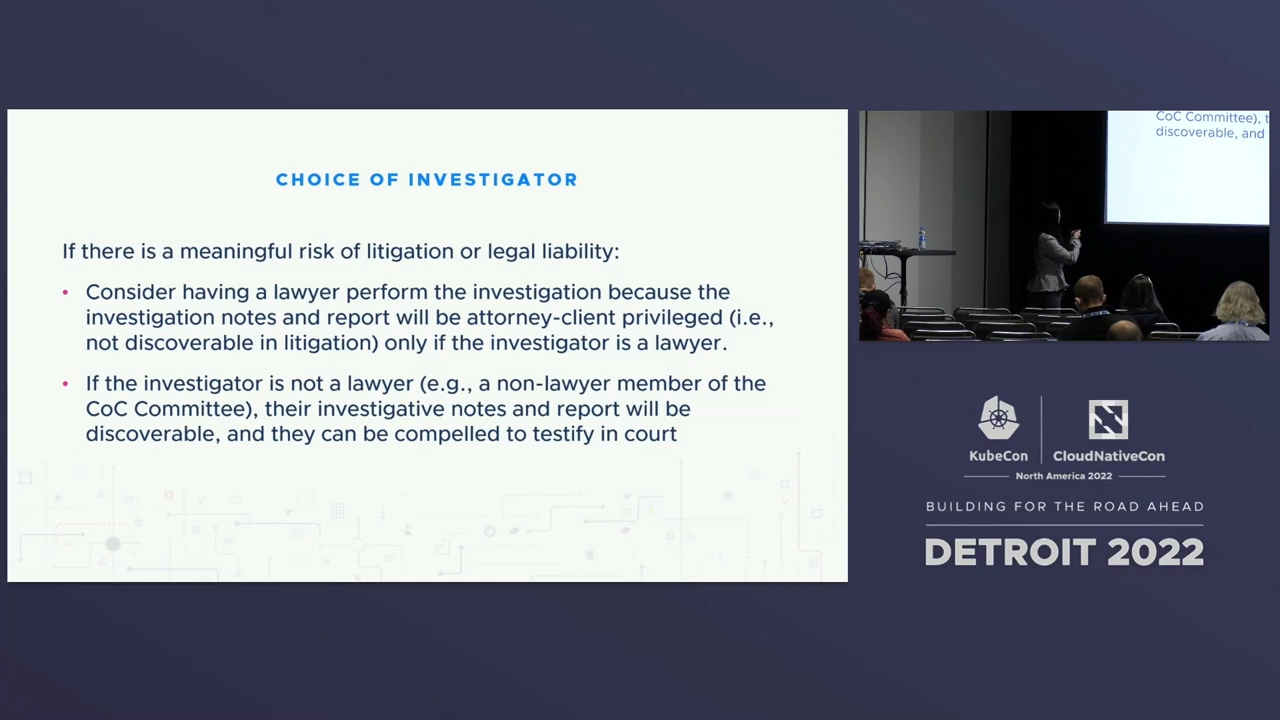 CHOICE OF INVESTIGATOR
If there is a meaningful risk of litigation or legal liability:
• Consider having a lawyer perform the investigation because the
investigation notes and report will be attorney-client privileged (i.e.,
not discoverable in litigation) only if the investigator is a lawyer.
• If the investigator is not a lawyer (e.g., a non-lawyer member of the
CoC Committee), their investigative notes and report will be
discoverable, and they can be compelled to testify in court
CoC Committee), t
discoverable, and
KubeCon
CloudNativeCon
North America 2022
BUILDING FOR THE ROAD AHEAD
DETROIT 2022